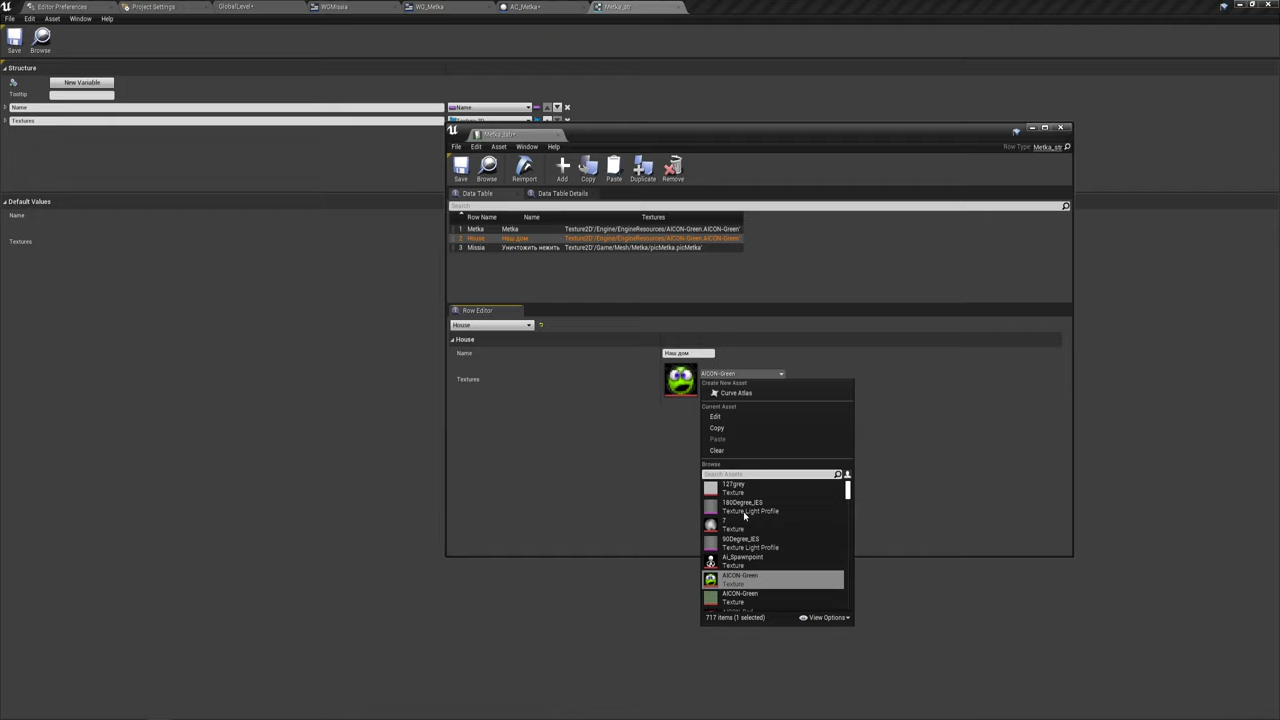 Editor Preferences
Project Settings
GlobalLevel*
WGMissia
WG_Metka
AC_Metka*
Metka_str
File Edit Asset Window Help
Save Browse
Structure
New Variable
Tooltip
Name
Name
Textures
Default Values
Name
Textures
File Edit Asset Window Help
Row Type: Metka_str
Save Browse Reimport Add Copy Paste Duplicate Remove
Data Table Data Table Details
Search
Row Name Name Textures
1 Metka Metka Texture2D'/Engine/EngineResources/AICON-Green.AICON-Green'
2 House Наш дом Texture2D'/Engine/EngineResources/AICON-Green.AICON-Green'
3 Missia Уничтожить нежить Texture2D'/Game/Mesh/Metka/picMetka.picMetka'
Row Editor
House
House
Name Наш дом
Textures
AICON-Green
Create New Asset
Curve Atlas
Current Asset
Edit
Copy
Paste
Clear
Browse
Search Assets
127grey
Texture
180Degree_IES
Texture Light Profile
7
Texture
90Degree_IES
Texture Light Profile
Ai_Spawnpoint
Texture
AICON-Green
Texture
AICON-Green
Texture
717 items (1 selected) View Options